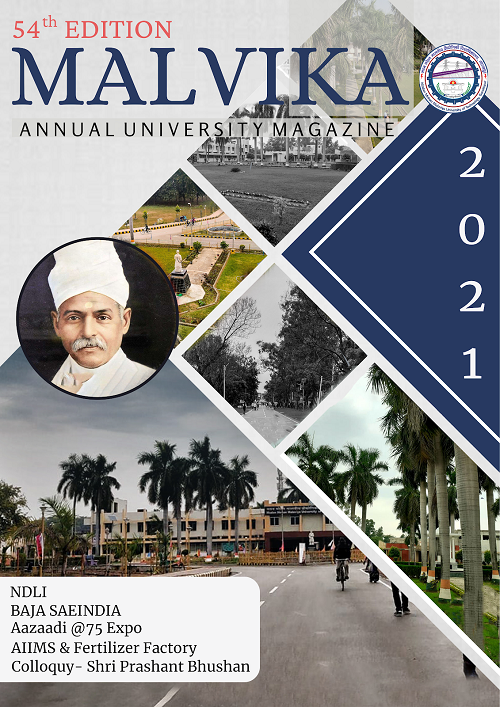 54th EDITION
MALVIKA
ANNUAL UNIVERSITY MAGAZINE
2
0
2
1
NDLI
BAJA SAEINDIA
Aazaadi @75 Expo
AIIMS & Fertilizer Factory
Colloquy- Shri Prashant Bhushan